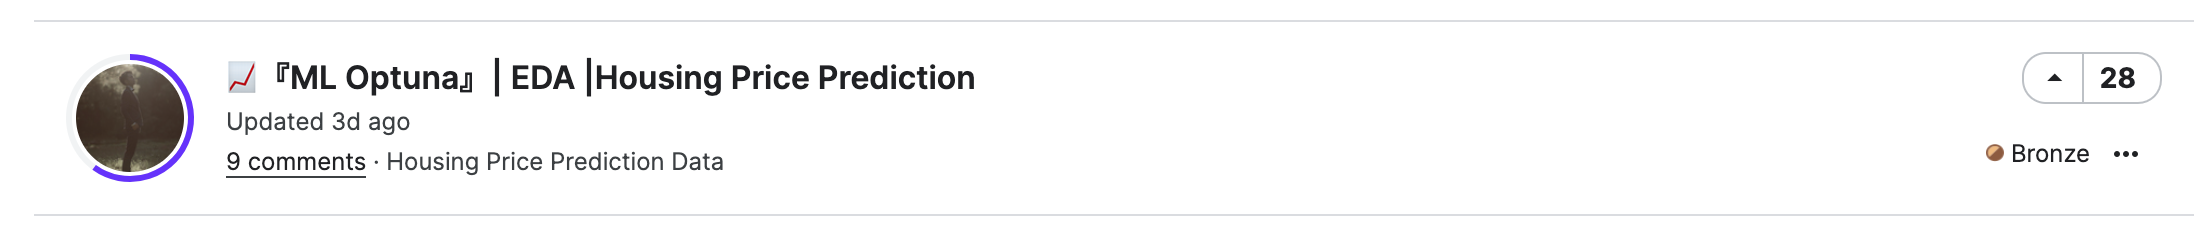 📈『ML Optuna』| EDA |Housing Price Prediction
Updated 3d ago
9 comments · Housing Price Prediction Data
28
Bronze